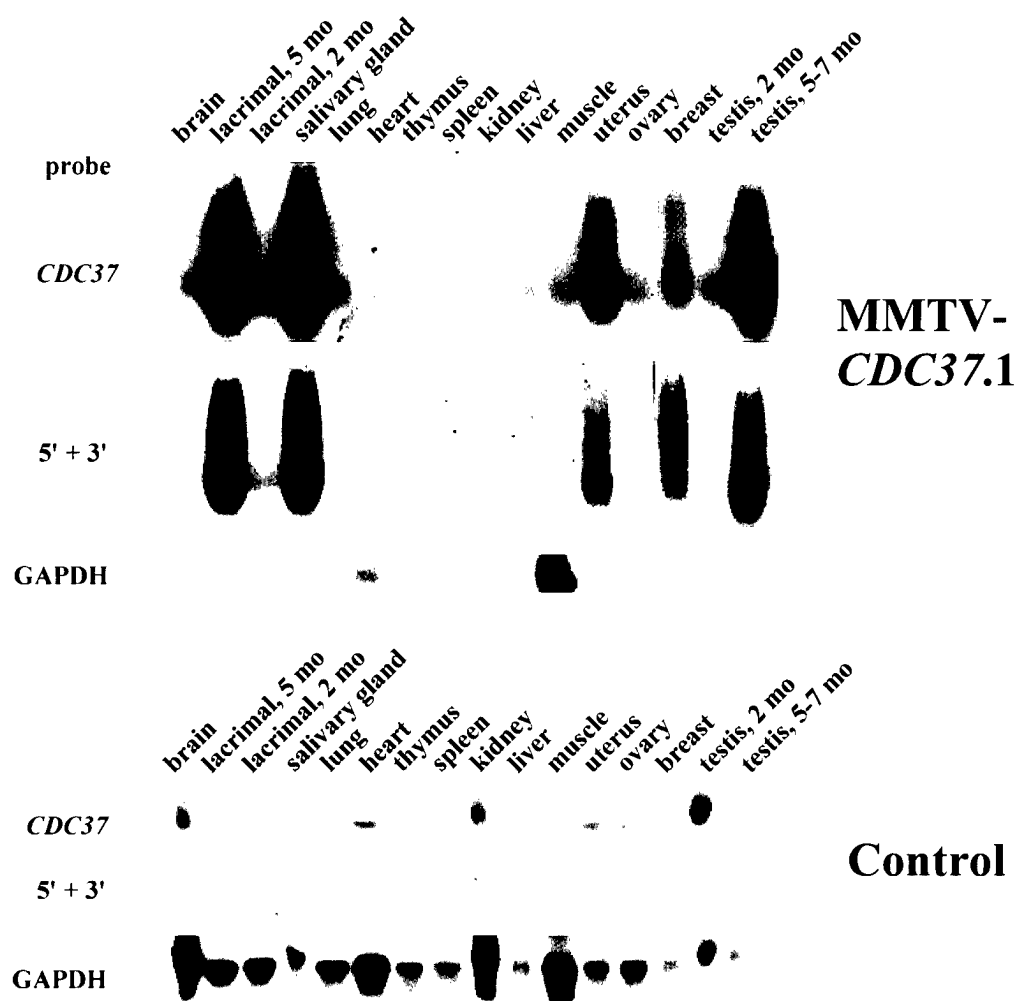 brain
lacrimal, 5 mo
lacrimal, 2 mo
salivary gland
lung
heart
thymus
spleen
kidney
liver
muscle
uterus
ovary
breast
testis, 2 mo
testis, 5-7 mo
probe
CDC37
MMTV-
CDC37.1
5' + 3'
GAPDH
brain
lacrimal, 5 mo
lacrimal, 2 mo
salivary gland
lung
heart
thymus
spleen
kidney
liver
muscle
uterus
ovary
breast
testis, 2 mo
testis, 5-7 mo
CDC37
Control
5' + 3'
GAPDH